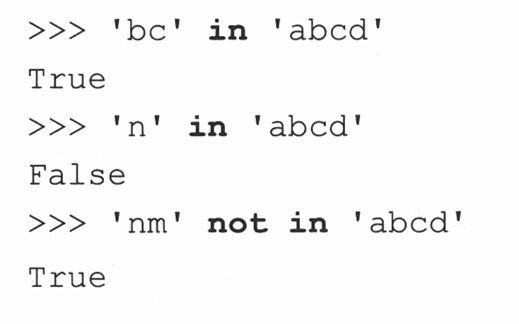 >>> 'bc' in 'abcd'
True
>>> 'n' in 'abcd'
False
>>> 'nm' not in 'abcd'
True